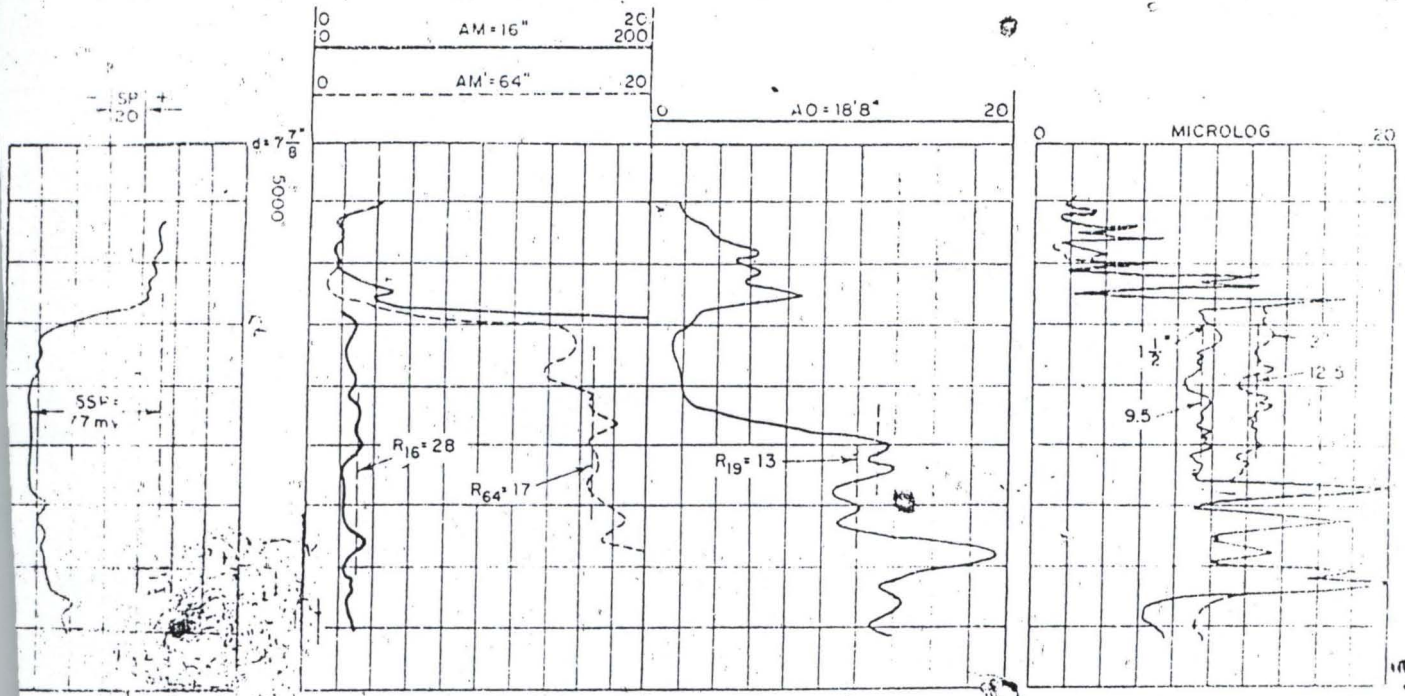 0 20
0 AM=16" 200
0 AM'=64" 20
- SP +
20
0 AO=18'8" 20
0 MICROLOG 20
d=7 7/8"
5000'
1 1/2"
2"
12.5
9.5
SSP=
77mv
R16=28
R64=17
R19=13